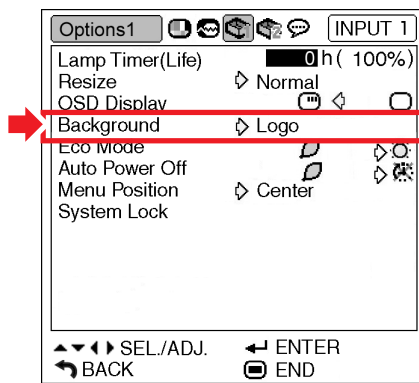 Options1 INPUT 1
Lamp Timer(Life) 0 h ( 100%)
Resize Normal
OSD Display
Background Logo
Eco Mode
Auto Power Off
Menu Position Center
System Lock
SEL./ADJ. ENTER
BACK END